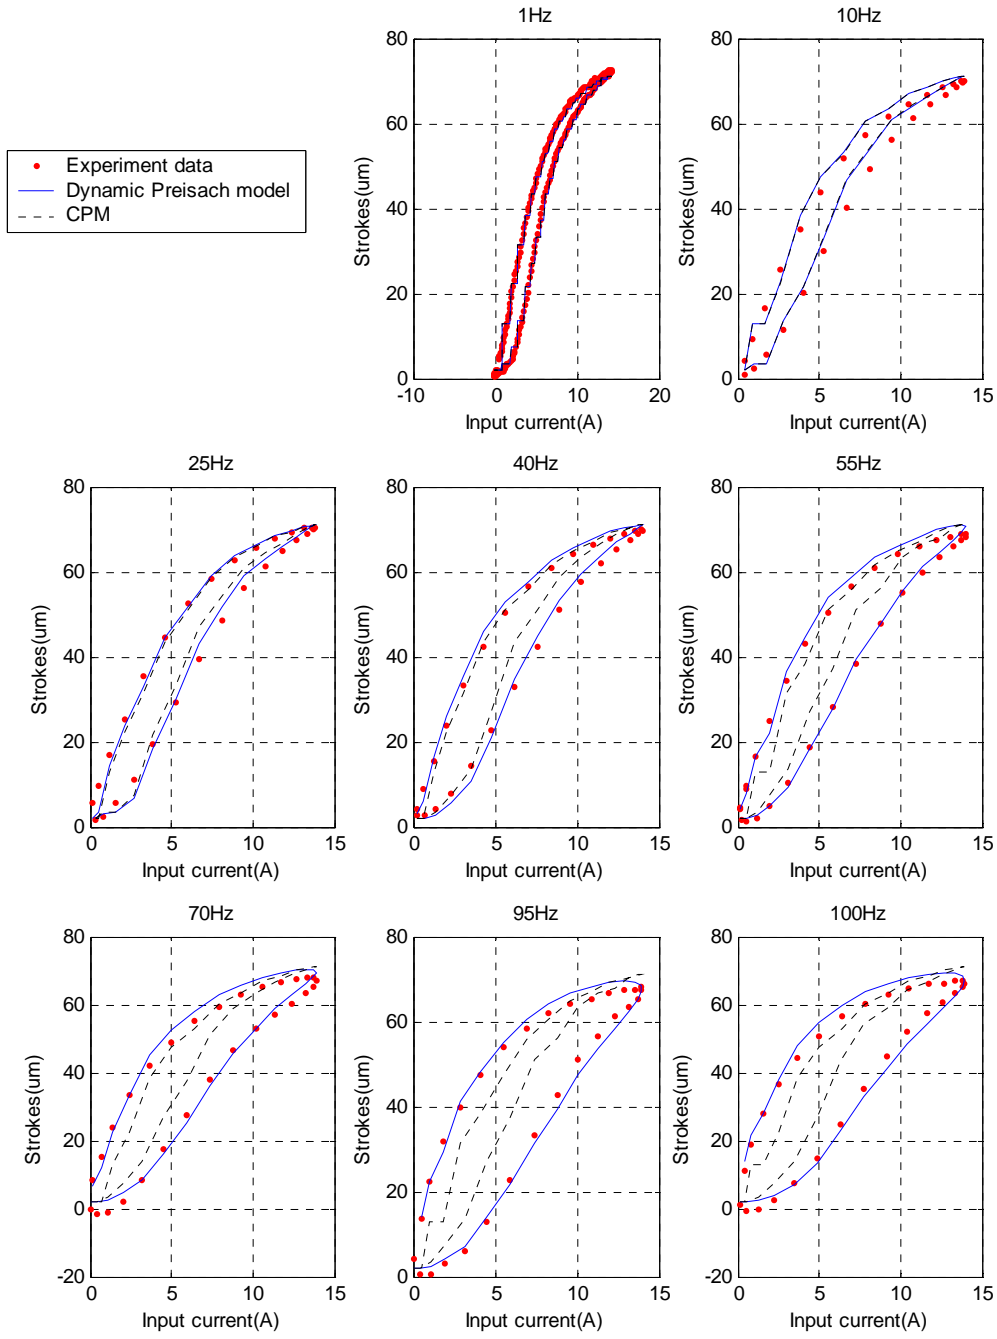 1Hz
10Hz
Experiment data
Dynamic Preisach model
CPM
80
60
40
20
0
-10
0
10
20
Strokes(um)
Input current(A)
80
60
40
20
0
0
5
10
15
Strokes(um)
Input current(A)
25Hz
40Hz
55Hz
80
60
40
20
0
0
5
10
15
Strokes(um)
Input current(A)
80
60
40
20
0
0
5
10
15
Strokes(um)
Input current(A)
80
60
40
20
0
0
5
10
15
Strokes(um)
Input current(A)
70Hz
95Hz
100Hz
80
60
40
20
0
-20
0
5
10
15
Strokes(um)
Input current(A)
80
60
40
20
0
0
5
10
15
Strokes(um)
Input current(A)
80
60
40
20
0
-20
0
5
10
15
Strokes(um)
Input current(A)